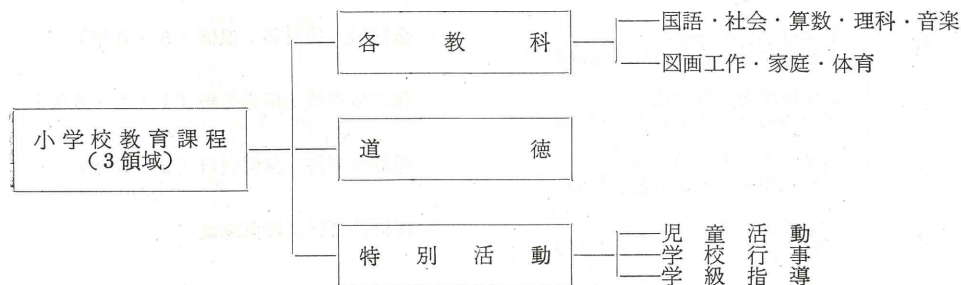 小学校教育課程
（3領域）
各教科
国語・社会・算数・理科・音楽
図画工作・家庭・体育
道徳
特別活動
児童活動
学校行事
学級指導